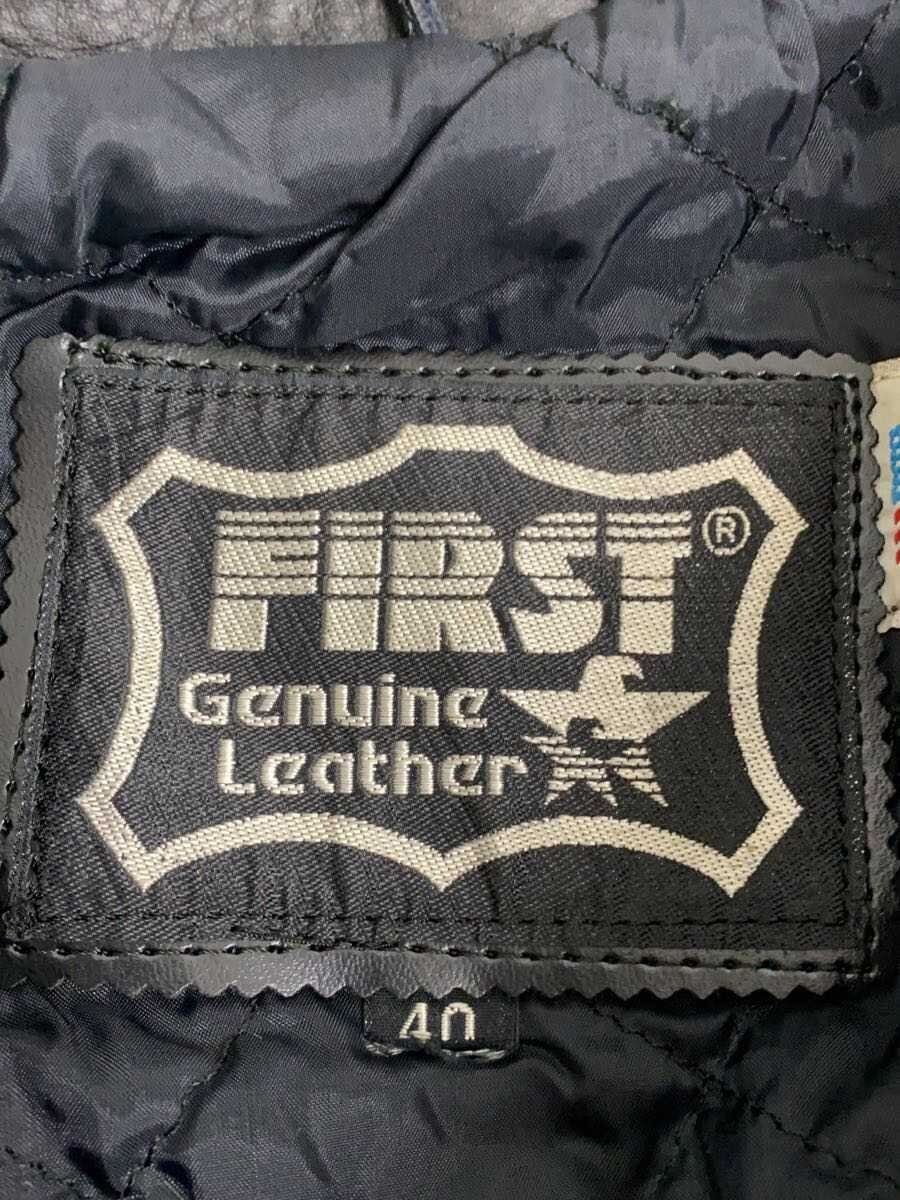 FIRST®
Genuine
Leather
40